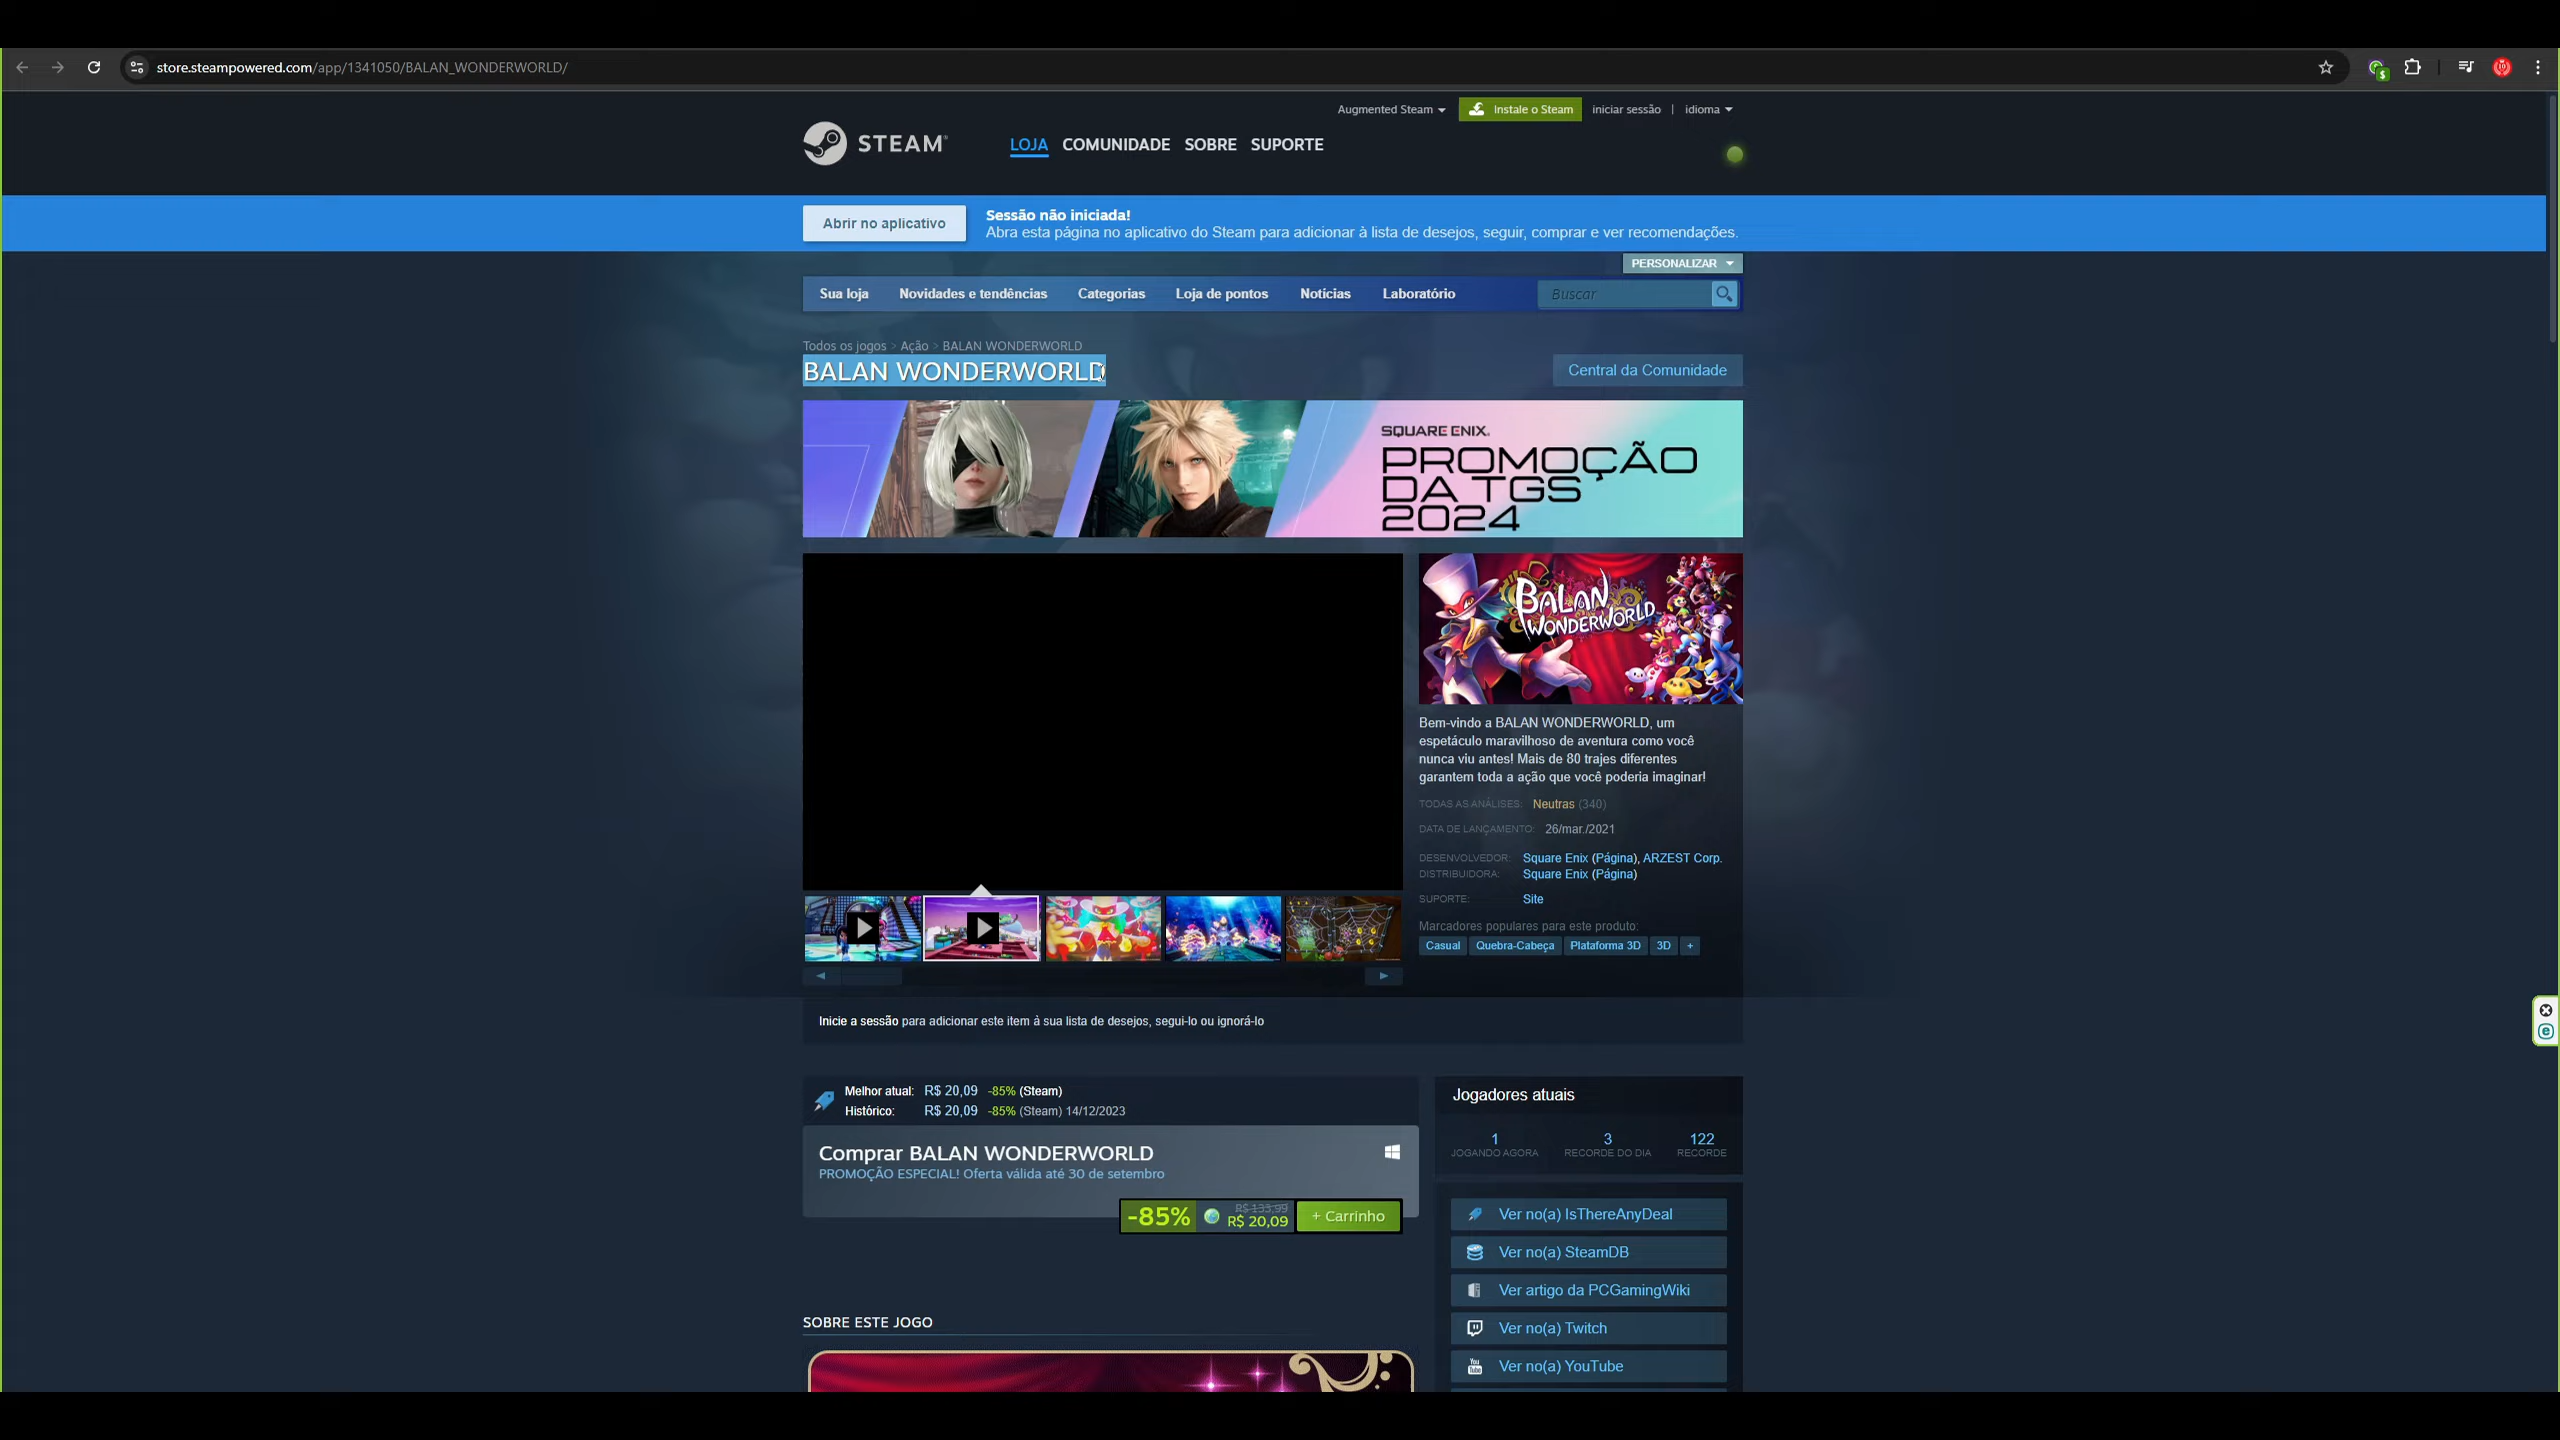 store.steampowered.com/app/1341050/BALAN_WONDERWORLD/
Augmented Steam
Instale o Steam
iniciar sessão | idioma
STEAM®
LOJA COMUNIDADE SOBRE SUPORTE
Abrir no aplicativo
Sessão não iniciada!
Abra esta página no aplicativo do Steam para adicionar à lista de desejos, seguir, comprar e ver recomendações.
PERSONALIZAR
Sua loja Novidades e tendências Categorias Loja de pontos Notícias Laboratório Buscar
Todos os jogos > Ação > BALAN WONDERWORLD
BALAN WONDERWORLD
Central da Comunidade
SQUARE ENIX.
PROMOÇÃO
DA TGS
2024
BALAN
WONDERWORLD
Bem-vindo a BALAN WONDERWORLD, um
espetáculo maravilhoso de aventura como você
nunca viu antes! Mais de 80 trajes diferentes
garantem toda a ação que você poderia imaginar!
TODAS AS ANÁLISES: Neutras (340)
DATA DE LANÇAMENTO: 26/mar./2021
DESENVOLVEDOR: Square Enix (Página), ARZEST Corp.
DISTRIBUIDORA: Square Enix (Página)
SUPORTE: Site
Marcadores populares para este produto:
Casual Quebra-Cabeça Plataforma 3D 3D +
Inicie a sessão para adicionar este item à sua lista de desejos, segui-lo ou ignorá-lo
Melhor atual: R$ 20,09 -85% (Steam)
Histórico: R$ 20,09 -85% (Steam) 14/12/2023
Comprar BALAN WONDERWORLD
PROMOÇÃO ESPECIAL! Oferta válida até 30 de setembro
-85%
R$ 133,99
R$ 20,09
+ Carrinho
Jogadores atuais
1 3 122
JOGANDO AGORA RECORDE DO DIA RECORDE
Ver no(a) IsThereAnyDeal
Ver no(a) SteamDB
Ver artigo da PCGamingWiki
Ver no(a) Twitch
Ver no(a) YouTube
SOBRE ESTE JOGO